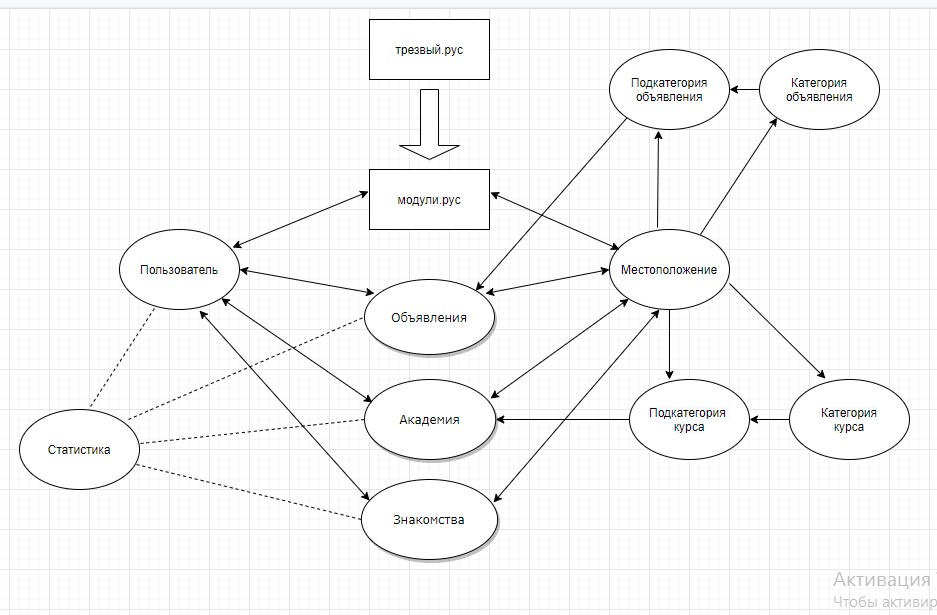 трезвый.рус
Подкатегория
объявления
Категория
объявления
модули.рус
Пользователь
Местоположение
Объявления
Академия
Подкатегория
курса
Категория
курса
Статистика
Знакомства
Активация
Чтобы активир